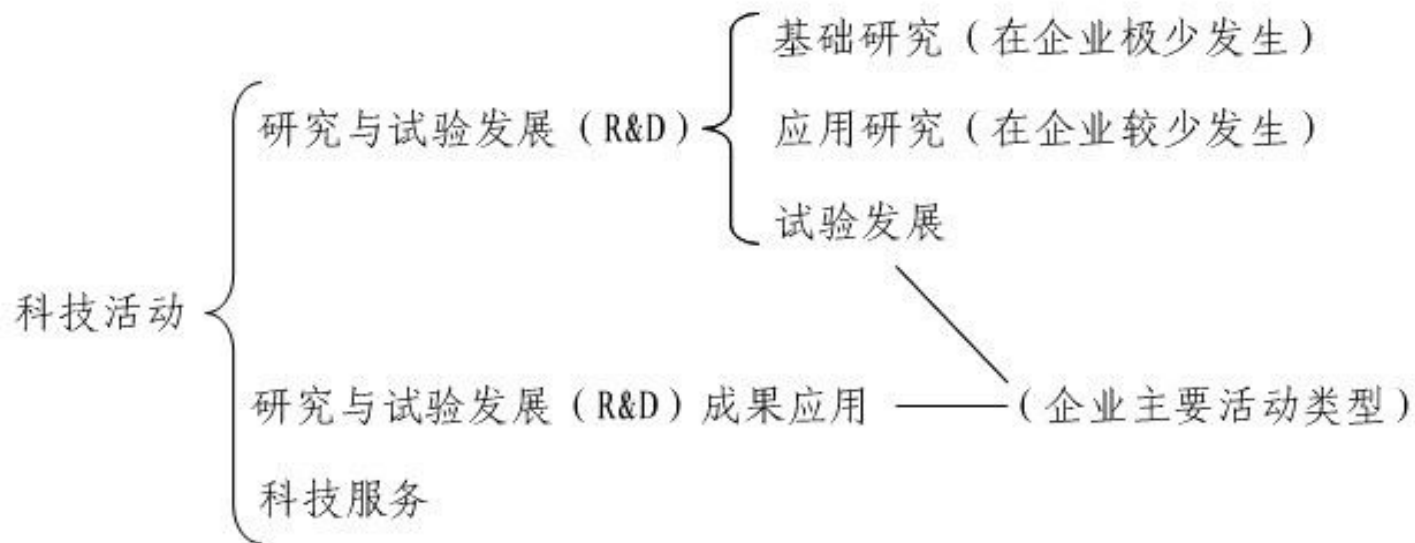 基础研究（在企业极少发生）
研究与试验发展（R&D）
应用研究（在企业较少发生）
试验发展
科技活动
研究与试验发展（R&D）成果应用
（企业主要活动类型）
科技服务